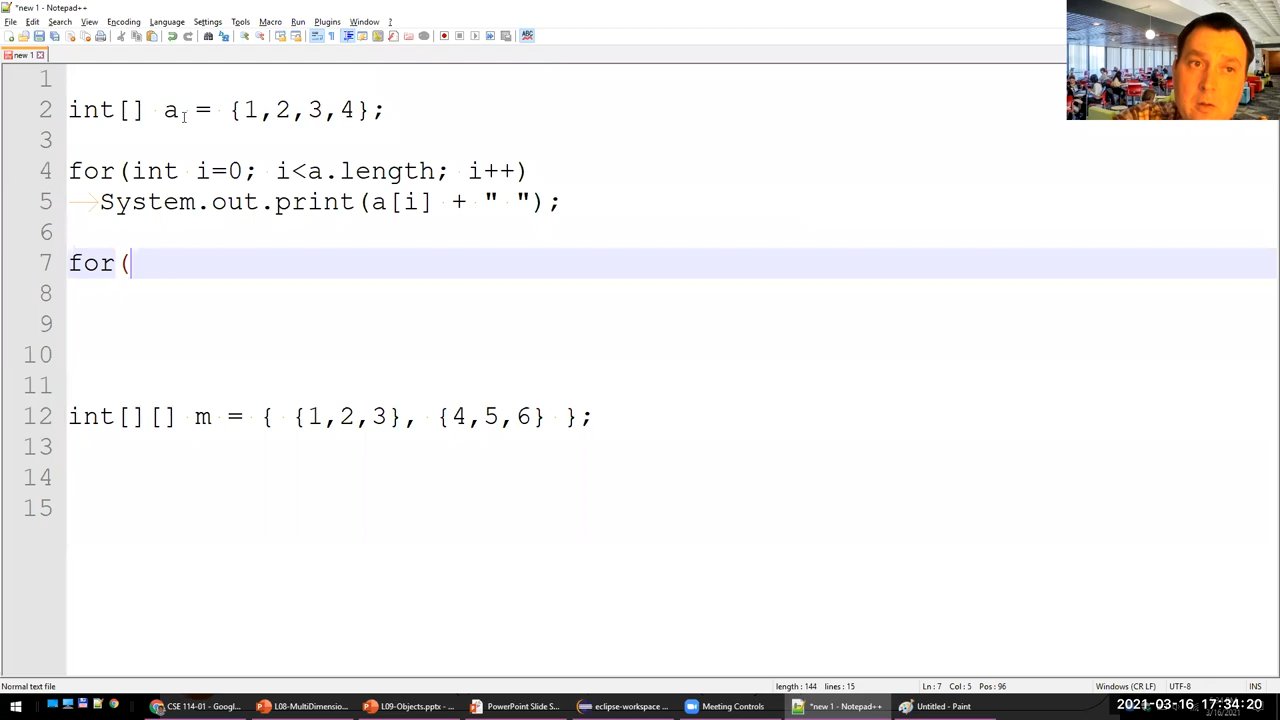 *new 1 - Notepad++
File Edit Search View Encoding Language Settings Tools Macro Run Plugins Window ?
new 1
1
2 int[] a = {1,2,3,4};
3
4 for(int i=0; i<a.length; i++)
5 System.out.print(a[i] + " ");
6
7 for(
8
9
10
11
12 int[][] m = { {1,2,3}, {4,5,6} };
13
14
15
Normal text file length : 144 lines : 15 Ln : 7 Col : 5 Pos : 96 Windows (CR LF) UTF-8 INS
CSE 114-01 - Googl... L08-MultiDimensio... L09-Objects.pptx - ... PowerPoint Slide S... eclipse-workspace ... Meeting Controls *new 1 - Notepad++ Untitled - Paint
2021-03-16 17:34:20
3/16/2021